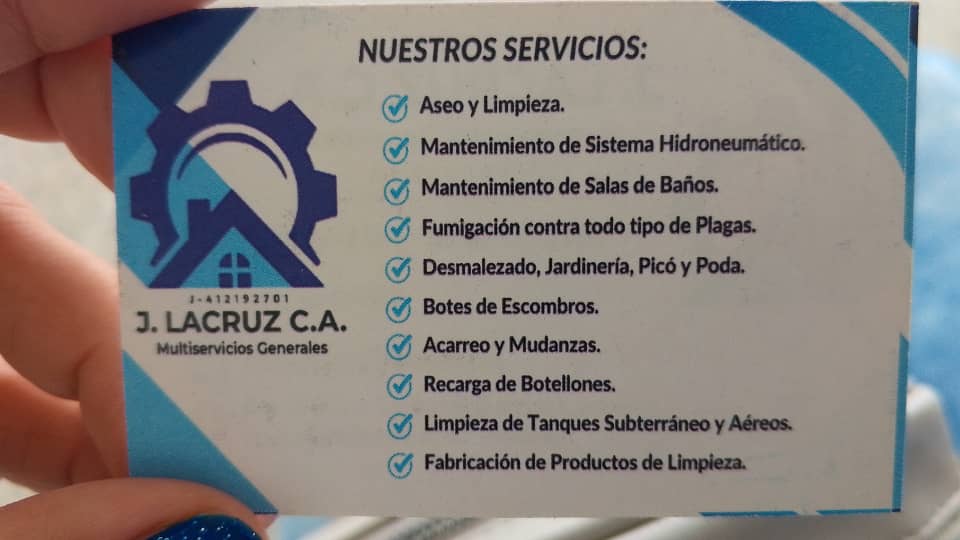 NUESTROS SERVICIOS:
Aseo y Limpieza.
Mantenimiento de Sistema Hidroneumático.
Mantenimiento de Salas de Baños.
Fumigación contra todo tipo de Plagas.
Desmalezado, Jardinería, Picó y Poda.
Botes de Escombros.
Acarreo y Mudanzas.
Recarga de Botellones.
Limpieza de Tanques Subterráneo y Aéreos.
Fabricación de Productos de Limpieza.
J-412192701
J. LACRUZ C.A.
Multiservicios Generales